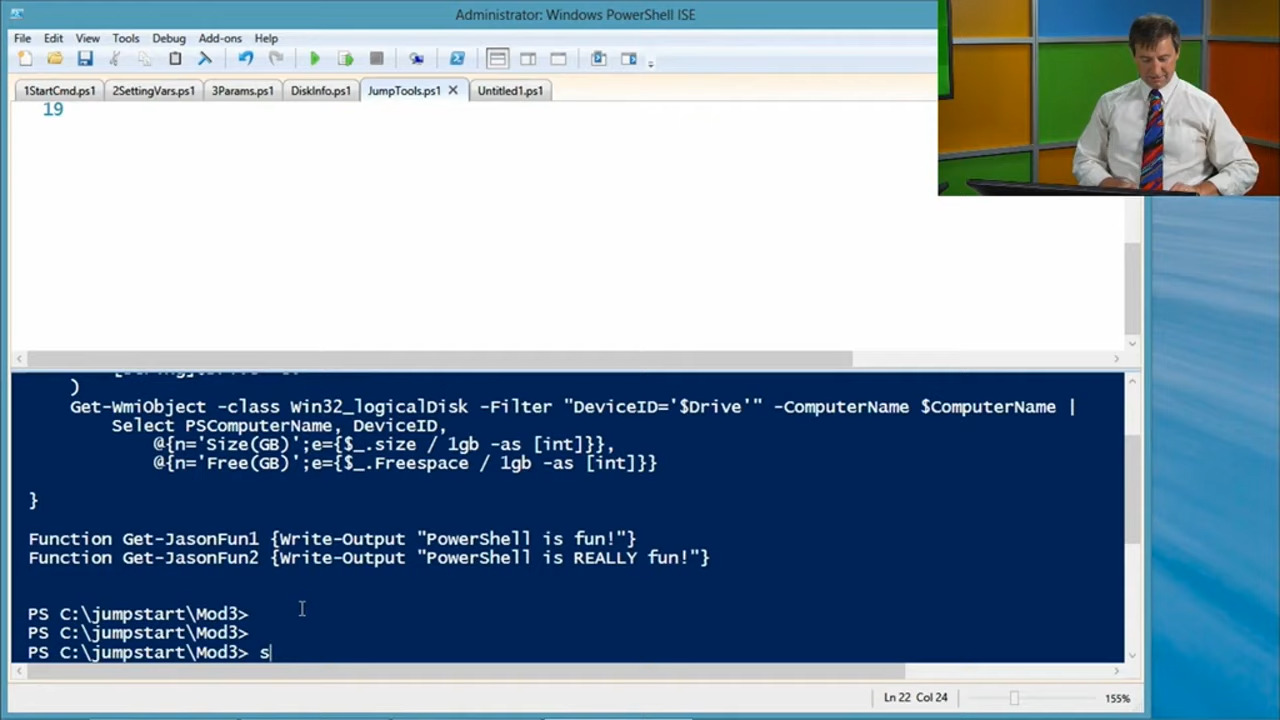 Administrator: Windows PowerShell ISE
File Edit View Tools Debug Add-ons Help
1StartCmd.ps1 2SettingVars.ps1 3Params.ps1 DiskInfo.ps1 JumpTools.ps1 Untitled1.ps1
19
)
Get-WmiObject -class Win32_logicalDisk -Filter "DeviceID='$Drive'" -ComputerName $ComputerName |
Select PSComputerName, DeviceID,
@{n='Size(GB)';e={$_.size / 1gb -as [int]}},
@{n='Free(GB)';e={$_.Freespace / 1gb -as [int]}}
}
Function Get-JasonFun1 {Write-Output "PowerShell is fun!"}
Function Get-JasonFun2 {Write-Output "PowerShell is REALLY fun!"}
PS C:\jumpstart\Mod3>
PS C:\jumpstart\Mod3>
PS C:\jumpstart\Mod3> s
Ln 22 Col 24 155%